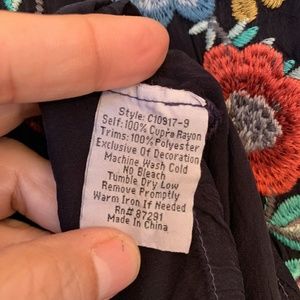 Style: C10917-9
Self: 100% Cupra Rayon
Trims: 100% Polyester
Exclusive Of Decoration
Machine Wash Cold
No Bleach
Tumble Dry Low
Remove Promptly
Warm Iron If Needed
Rn# 87291
Made In China